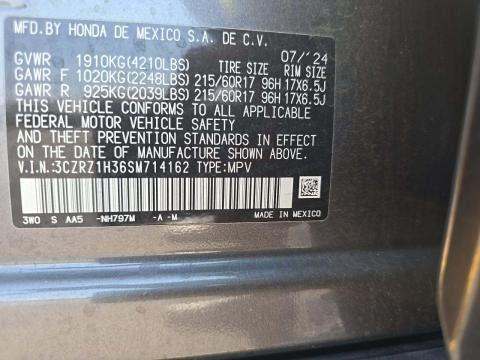 MFD. BY HONDA DE MEXICO S.A. DE C.V.
07/'24
GVWR 1910KG(4210LBS) TIRE SIZE RIM SIZE
GAWR F 1020KG(2248LBS) 215/60R17 96H 17X6.5J
GAWR R 925KG(2039LBS) 215/60R17 96H 17X6.5J
THIS VEHICLE CONFORMS TO ALL APPLICABLE
FEDERAL MOTOR VEHICLE SAFETY
AND THEFT PREVENTION STANDARDS IN EFFECT ON
THE DATE OF MANUFACTURE SHOWN ABOVE.
V.I.N.:3CZRZ1H36SM714162 TYPE:MPV
3W0 S AA5 -NH797M -A -M MADE IN MEXICO